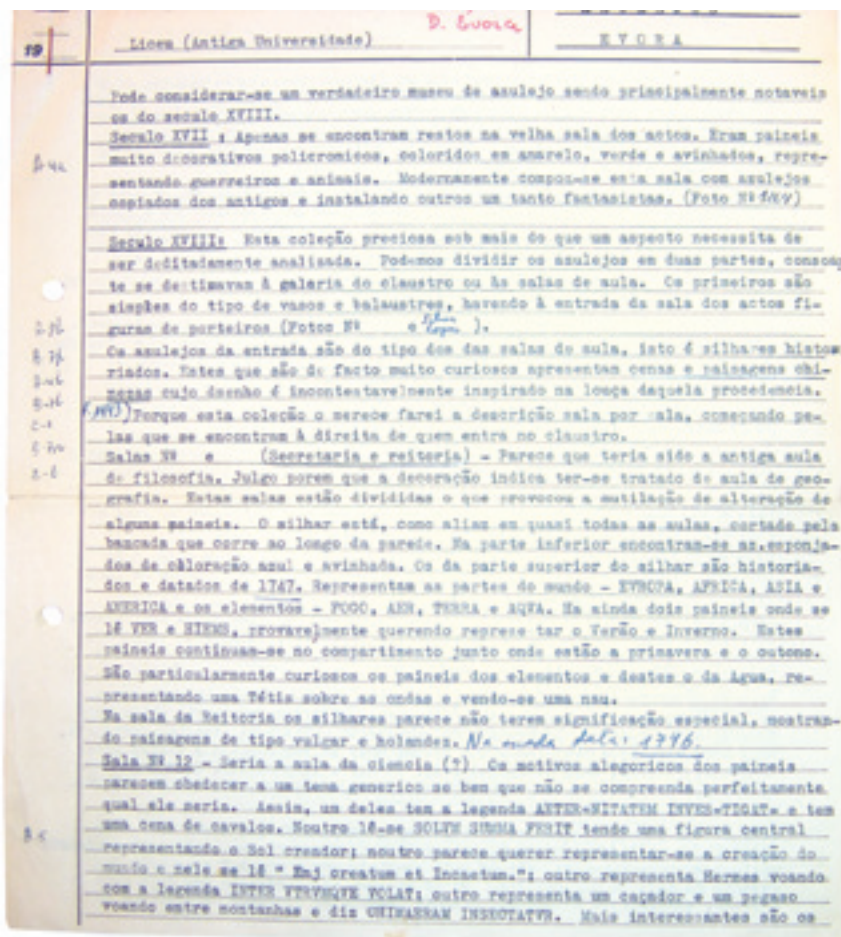 D. Evora
19
Liceu (Antiga Universidade)
EVORA
Pode considerar-se um verdadeiro museu de azulejo sendo principalmente notaveis
os do seculo XVIII.
Seculo XVII : Apenas se encontram restos na velha sala dos actos. Eram paineis
muito decorativos policromicos, coloridos em amarelo, verde e avinhados, repre-
sentando guerreiros e animais. Modernamente compos-se esta sala com azulejos
copiados dos antigos e instalando outros um tanto fantasistas. (Foto Nº
Seculo XVIII: Esta coleção preciosa sob mais do que um aspecto necessita de
ser deditadamente analisada. Podemos dividir os azulejos em duas partes, conson
te se destinavam à galaria do claustro ou às salas de aula. Os primeiros são
simples do tipo de vasos e balaustres, havendo à entrada da sala dos actos fi-
guras de porteiros (Fotos Nº e ).
Os azulejos da entrada são do tipo dos das salas de aula, isto é silhares histo
riados. Estes que são de facto muito curiosos apresentam cenas e paisagens chi-
nezas cujo desenho é incontestavelmente inspirado na louça daquela procedencia.
Porque esta coleção o merece farei a descrição sala por sala, começando pe-
las que se encontram à direita de quem entra no claustro.
Salas Nº e (Secretaria e reitoria) - Parece que teria sido a antiga aula
de filosofia. Julgo porem que a decoração indica ter-se tratado de aula de geo-
grafia. Estas salas estão divididas o que provocou a mutilação de alteração de
alguns paineis. O silhar está, como alias em quasi todas as aulas, cortado pela
bancada que corre ao longo da parede. Na parte inferior encontram-se as esponja-
dos de coloração azul e avinhada. Os da parte superior do silhar são historia-
dos e datados de 1747. Representam as partes do mundo - EVROPA, AFRICA, ASIA e
AMERICA e os elementos - FOGO, AER, TERRA e AQVA. Ha ainda dois paineis onde se
lê VER e HIEMS, provavelmente querendo represe tar o Verão e Inverno. Estes
paineis continuam-se no compartimento junto onde estão a primavera e o outono.
São particularmente curiosos os paineis dos elementos e destes o da Agua, re-
presentando uma Tétis sobre as ondas e vendo-se uma nau.
Na sala da Reitoria os silhares parece não terem significação especial, mostran-
do paisagens de tipo vulgar e holandez. data: 1746.
Sala Nº 12 - Seria a aula da ciencia (?) Os motivos alegoricos dos paineis
parecem obedecer a um tema generico se bem que não se compreenda perfeitamente
qual ele seria. Assim, um deles tem a legenda AETER-NITATEM INVES-TIGAT- e tem
uma cena de cavalos. Noutro lê-se SOLVM SUMMA FERIT tendo uma figura central
representando o Sol creador; noutro parece querer representar-se a creação do
mundo e nele se lê " Enj creatum et Increatum."; outro representa Hermes voando
com a legenda INTER VTRVMQVE VOLAT; outro representa um caçador e um pegaso
voando entre montanhas e diz CHIMAERAM INSECTATVR. Mais interessantes são os